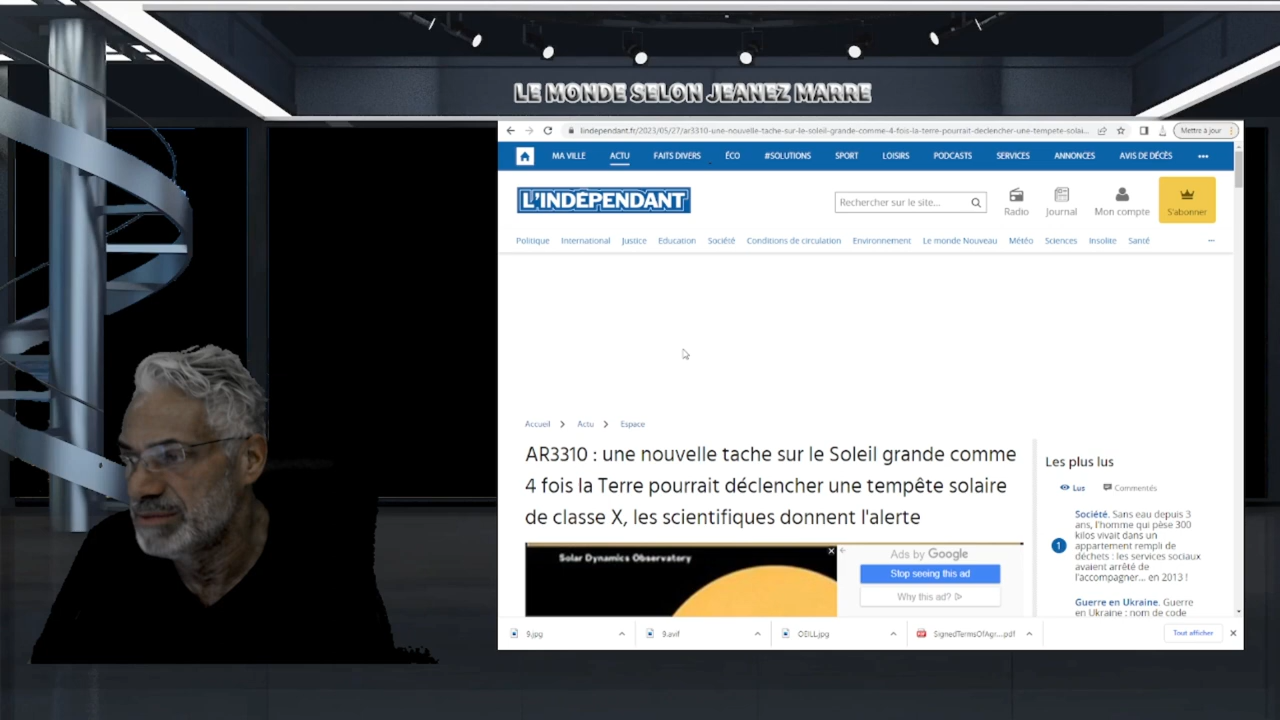 LE MONDE SELON JEANEZ MARRE
lindependant.fr/2023/05/27/ar3310-une-nouvelle-tache-sur-le-soleil-grande-comme-4-fois-la-terre-pourrait-declencher-une-tempete-solai...
Mettre à jour
MA VILLE ACTU FAITS DIVERS ÉCO #SOLUTIONS SPORT LOISIRS PODCASTS SERVICES ANNONCES AVIS DE DÉCÈS
L'INDÉPENDANT
Rechercher sur le site...
Radio Journal Mon compte S'abonner
Politique International Justice Education Société Conditions de circulation Environnement Le monde Nouveau Météo Sciences Insolite Santé
Accueil Actu Espace
AR3310 : une nouvelle tache sur le Soleil grande comme
4 fois la Terre pourrait déclencher une tempête solaire
de classe X, les scientifiques donnent l'alerte
Solar Dynamics Observatory
Ads by Google
Stop seeing this ad
Why this ad?
Les plus lus
Lus Commentés
1
Société. Sans eau depuis 3
ans, l'homme qui pèse 300
kilos vivait dans un
appartement rempli de
déchets : les services sociaux
avaient arrêté de
l'accompagner... en 2013 !
Guerre en Ukraine. Guerre
en Ukraine : nom de code
9.jpg 9.avif OEILL.jpg SignedTermsOfAgr....pdf Tout afficher